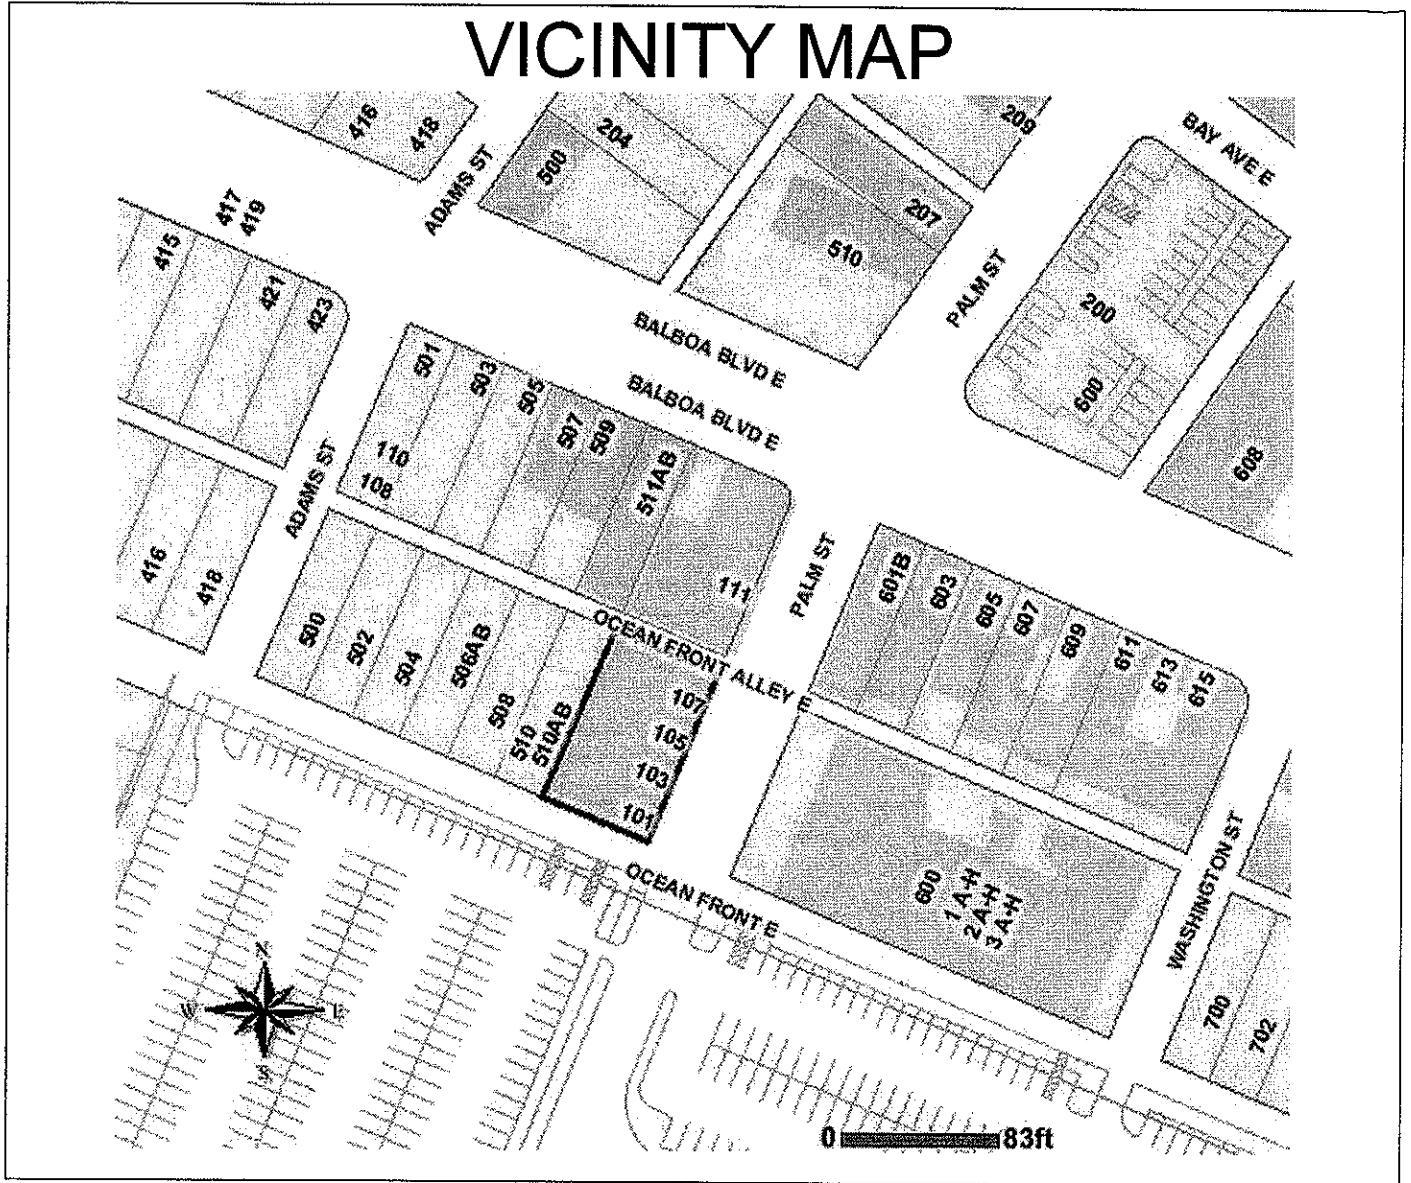 VICINITY MAP
416
418
ADAMS ST
500
204
209
207
510
BAY AVE E
PALM ST
200
600
608
417
419
415
421
423
BALBOA BLVD E
BALBOA BLVD E
501
503
505
507
509
511AB
110
108
111
ADAMS ST
PALM ST
416
418
500
502
504
506AB
508
510
510AB
OCEAN FRONT ALLEY E
107
105
103
101
601B
603
605
607
609
611
613
615
600
1 A-H
2 A-H
3 A-H
OCEAN FRONT E
WASHINGTON ST
700
702
N
W
E
S
0 83ft